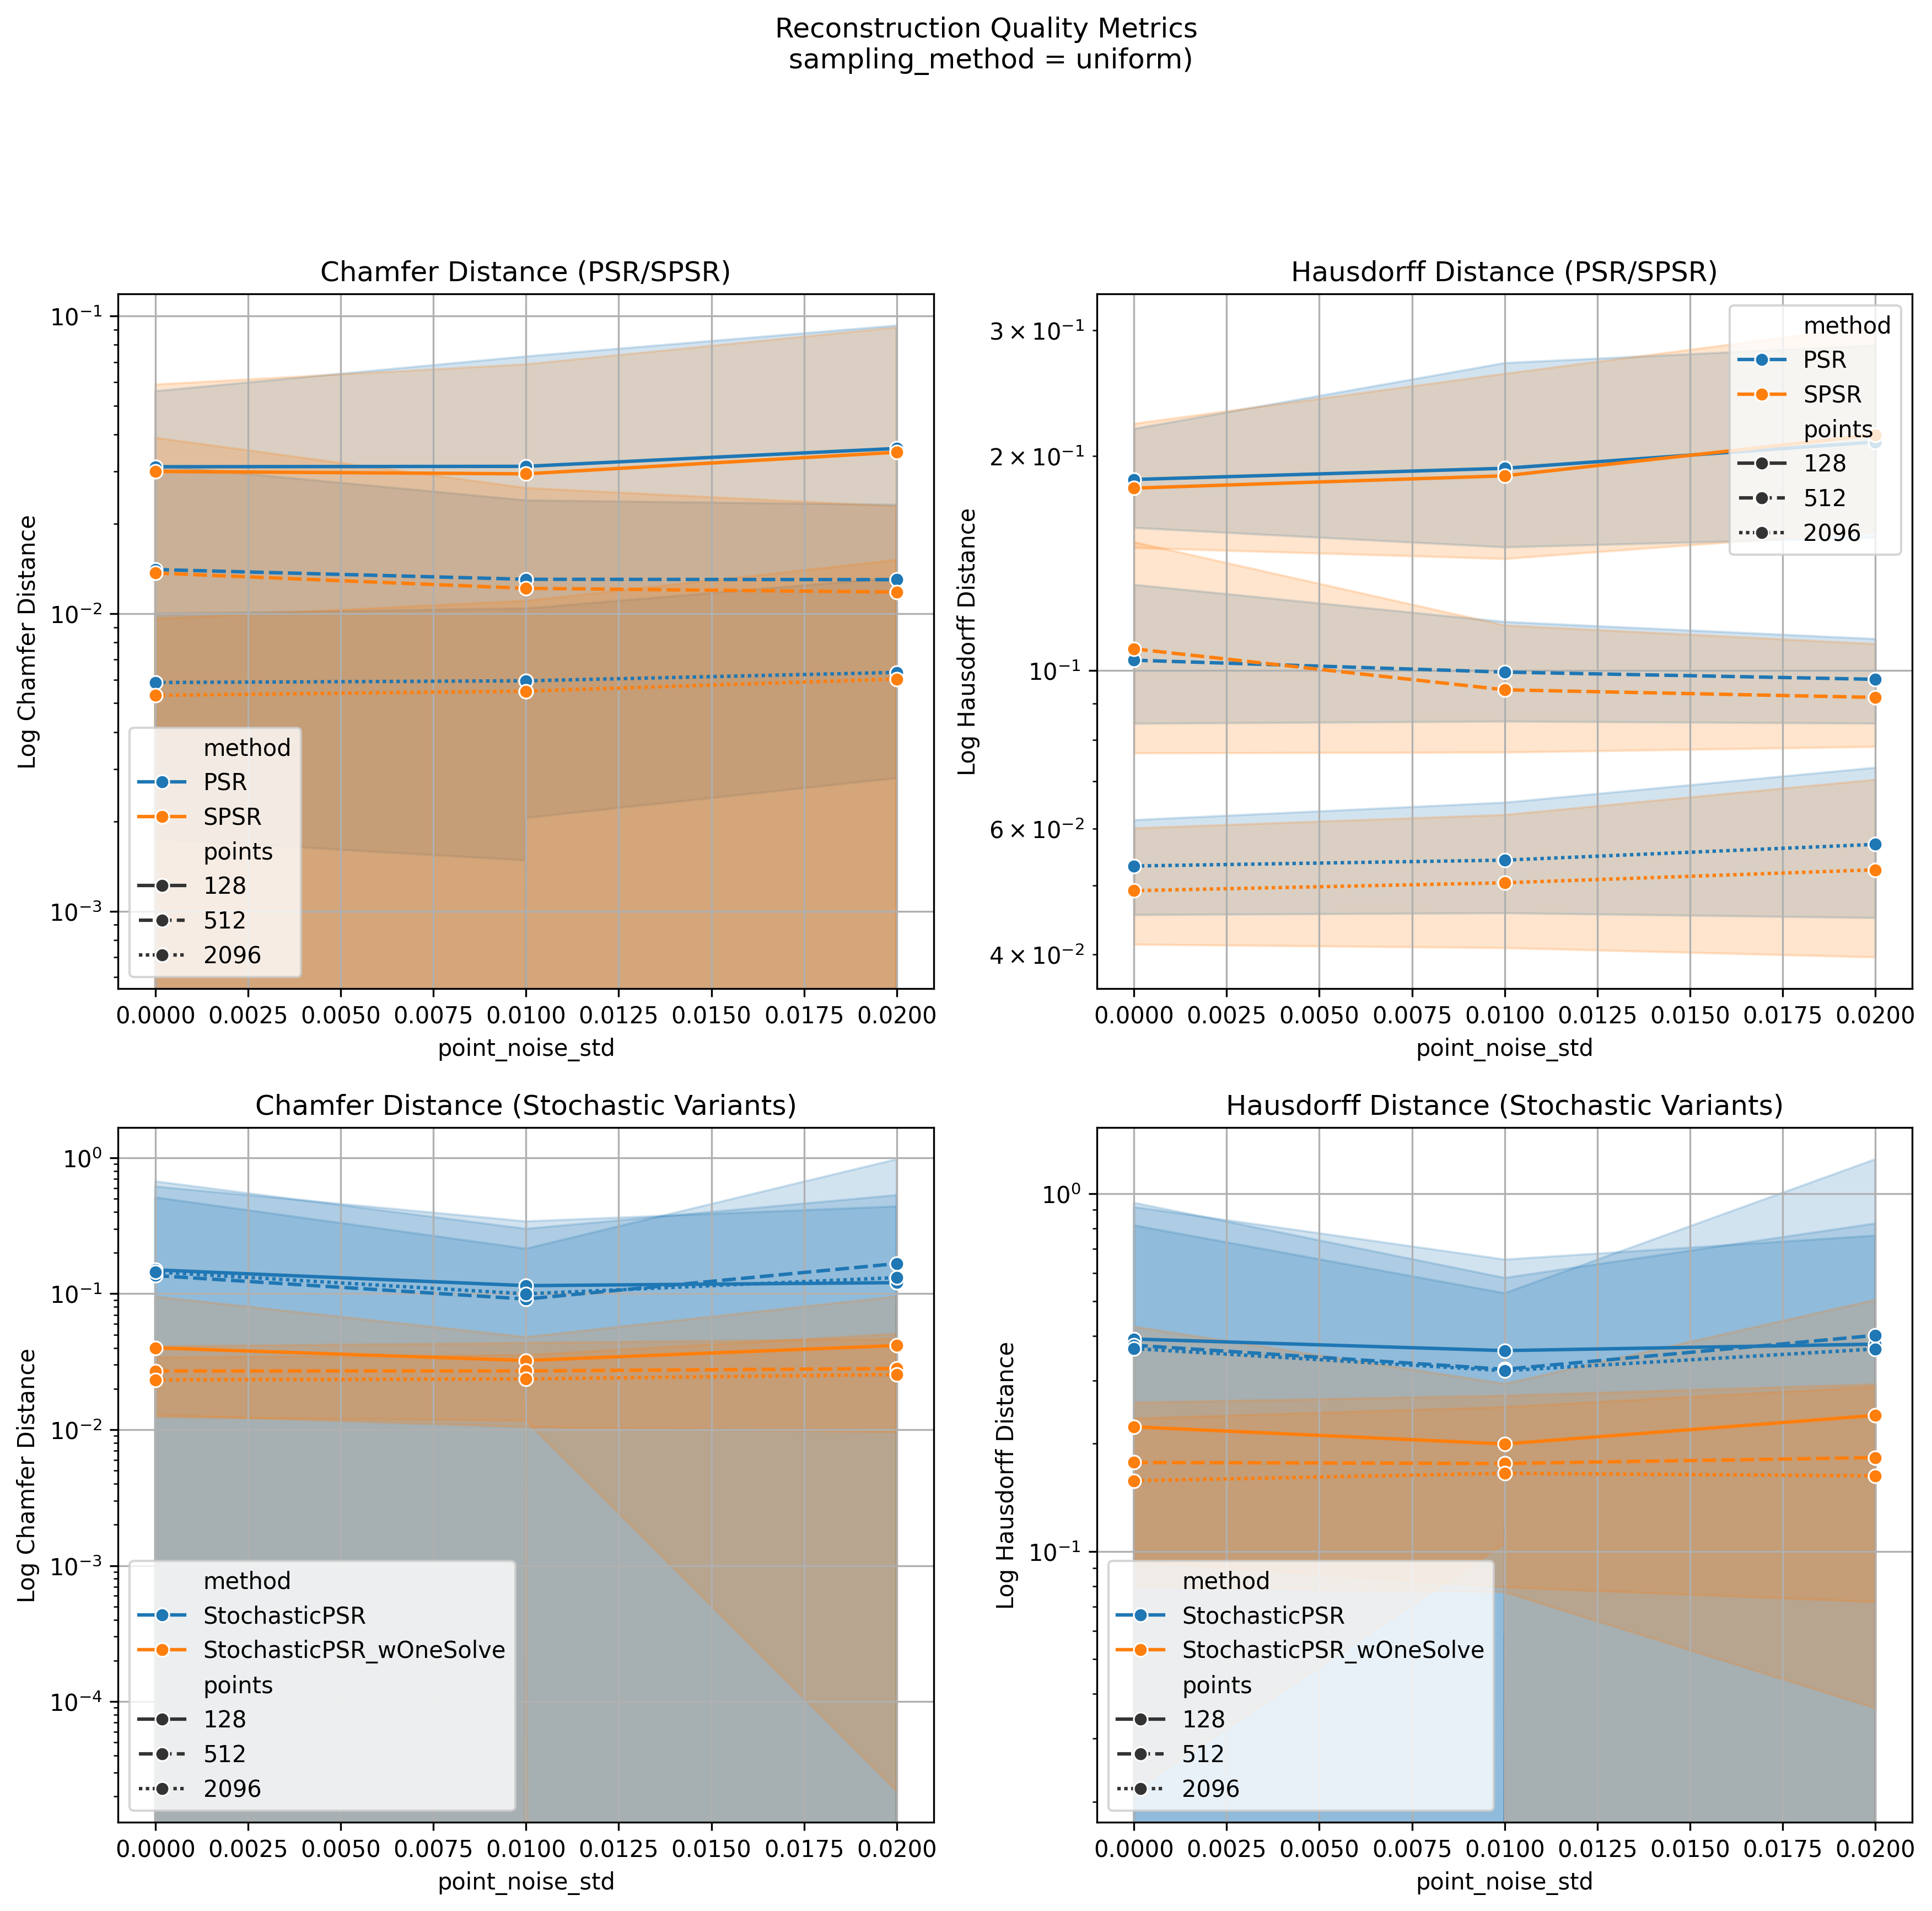 Reconstruction Quality Metrics
sampling_method = uniform)
Chamfer Distance (PSR/SPSR)
Log Chamfer Distance
10⁻¹
10⁻²
10⁻³
method
PSR
SPSR
points
128
512
2096
0.0000 0.0025 0.0050 0.0075 0.0100 0.0125 0.0150 0.0175 0.0200
point_noise_std
Hausdorff Distance (PSR/SPSR)
Log Hausdorff Distance
3 × 10⁻¹
2 × 10⁻¹
10⁻¹
6 × 10⁻²
4 × 10⁻²
method
PSR
SPSR
points
128
512
2096
0.0000 0.0025 0.0050 0.0075 0.0100 0.0125 0.0150 0.0175 0.0200
point_noise_std
Chamfer Distance (Stochastic Variants)
Log Chamfer Distance
10⁰
10⁻¹
10⁻²
10⁻³
10⁻⁴
method
StochasticPSR
StochasticPSR_wOneSolve
points
128
512
2096
0.0000 0.0025 0.0050 0.0075 0.0100 0.0125 0.0150 0.0175 0.0200
point_noise_std
Hausdorff Distance (Stochastic Variants)
Log Hausdorff Distance
10⁰
10⁻¹
method
StochasticPSR
StochasticPSR_wOneSolve
points
128
512
2096
0.0000 0.0025 0.0050 0.0075 0.0100 0.0125 0.0150 0.0175 0.0200
point_noise_std